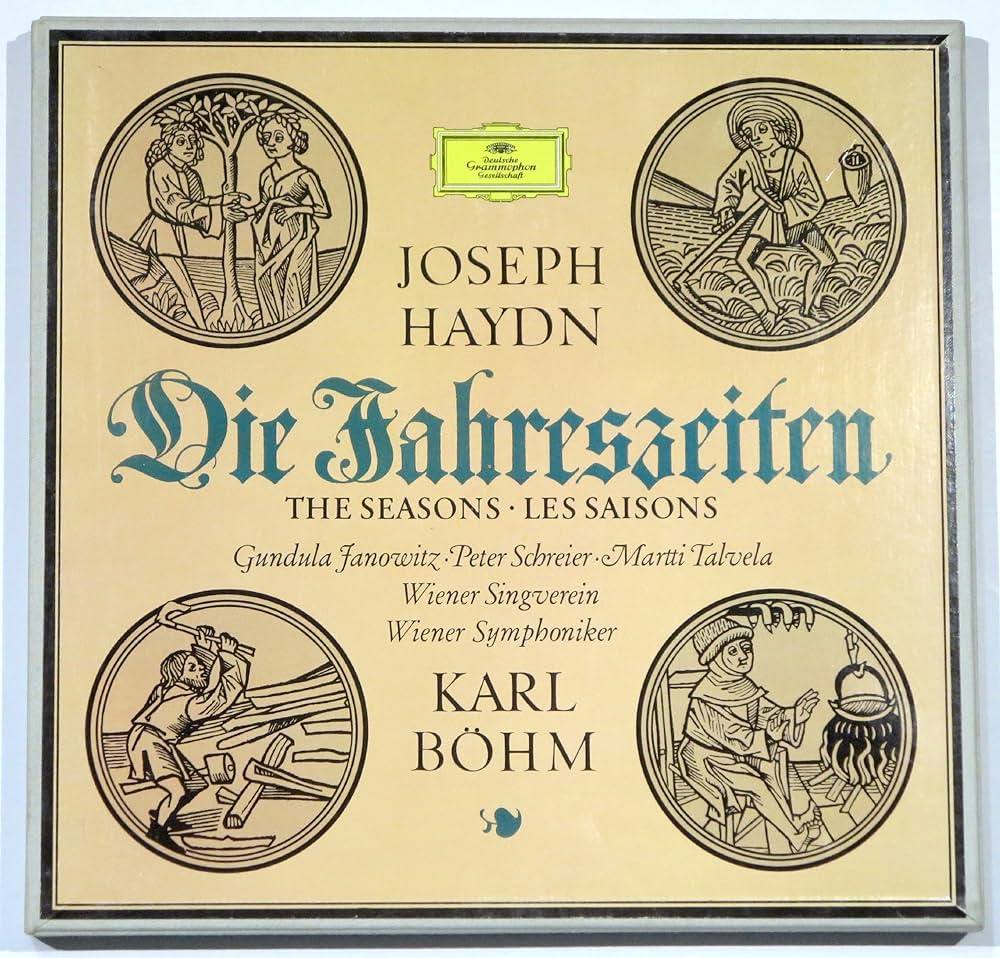 Deutsche
Grammophon
Gesellschaft
JOSEPH
HAYDN
Die Jahreszeiten
THE SEASONS · LES SAISONS
Gundula Janowitz · Peter Schreier · Martti Talvela
Wiener Singverein
Wiener Symphoniker
KARL
BÖHM